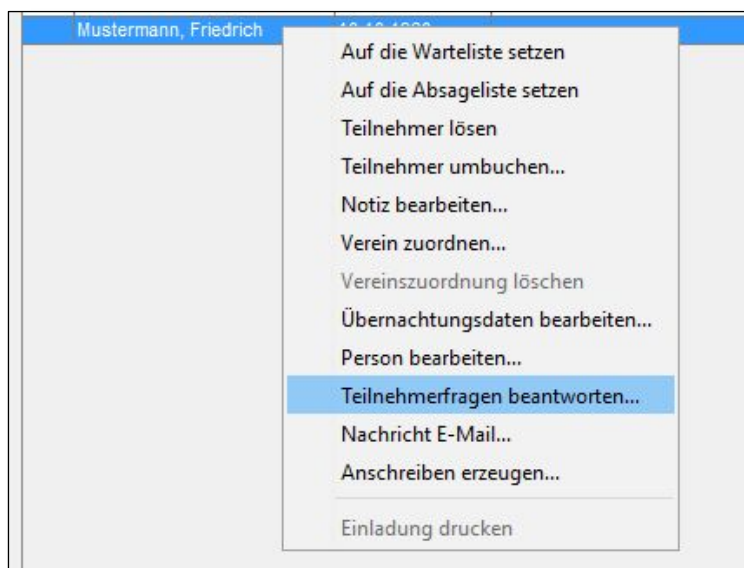 Mustermann, Friedrich
Auf die Warteliste setzen
Auf die Absageliste setzen
Teilnehmer lösen
Teilnehmer umbuchen...
Notiz bearbeiten...
Verein zuordnen...
Vereinszuordnung löschen
Übernachtungsdaten bearbeiten...
Person bearbeiten...
Teilnehmerfragen beantworten...
Nachricht E-Mail...
Anschreiben erzeugen...
Einladung drucken